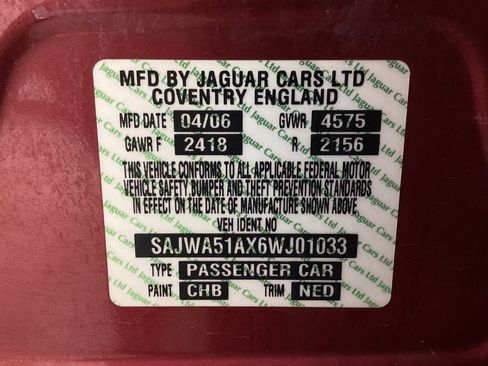 MFD BY JAGUAR CARS LTD
COVENTRY ENGLAND
MFD DATE 04/06 GVWR 4575
GAWR F 2418 R 2156
THIS VEHICLE CONFORMS TO ALL APPLICABLE FEDERAL MOTOR
VEHICLE SAFETY, BUMPER AND THEFT PREVENTION STANDARDS
IN EFFECT ON THE DATE OF MANUFACTURE SHOWN ABOVE
VEH IDENT NO
SAJWA51AX6WJ01033
TYPE PASSENGER CAR
PAINT CHB TRIM NED